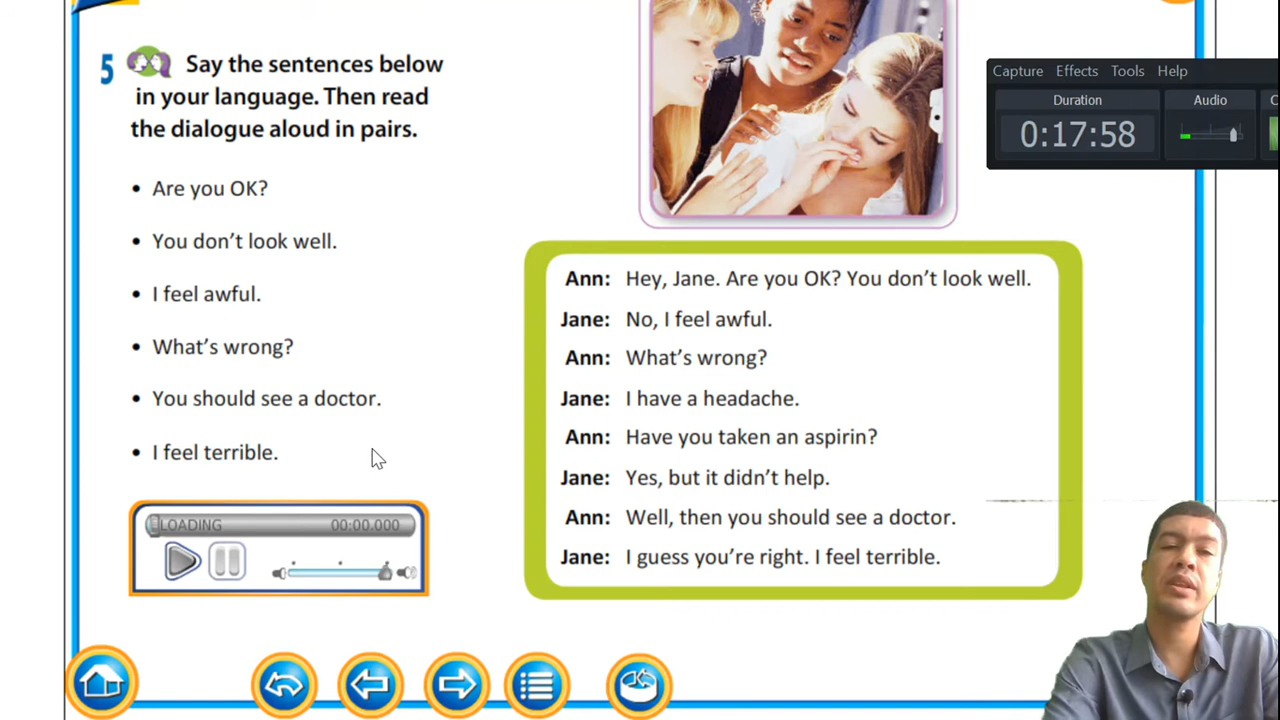 5 Say the sentences below
in your language. Then read
the dialogue aloud in pairs.
• Are you OK?
• You don't look well.
• I feel awful.
• What's wrong?
• You should see a doctor.
• I feel terrible.
LOADING 00:00.000
Ann: Hey, Jane. Are you OK? You don't look well.
Jane: No, I feel awful.
Ann: What's wrong?
Jane: I have a headache.
Ann: Have you taken an aspirin?
Jane: Yes, but it didn't help.
Ann: Well, then you should see a doctor.
Jane: I guess you're right. I feel terrible.
Capture Effects Tools Help
Duration Audio C
0:17:58